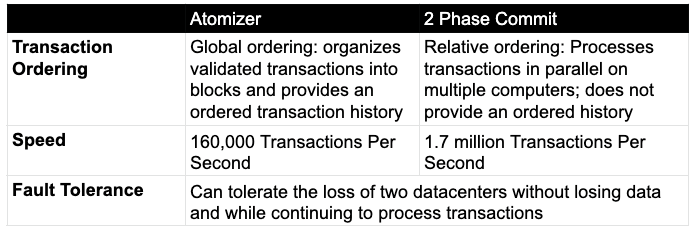 Atomizer 2 Phase Commit
Transaction Ordering
Global ordering: organizes
validated transactions into
blocks and provides an
ordered transaction history
Relative ordering: Processes
transactions in parallel on
multiple computers; does not
provide an ordered history
Speed
160,000 Transactions Per
Second
1.7 million Transactions Per
Second
Fault Tolerance
Can tolerate the loss of two datacenters without losing data
and while continuing to process transactions